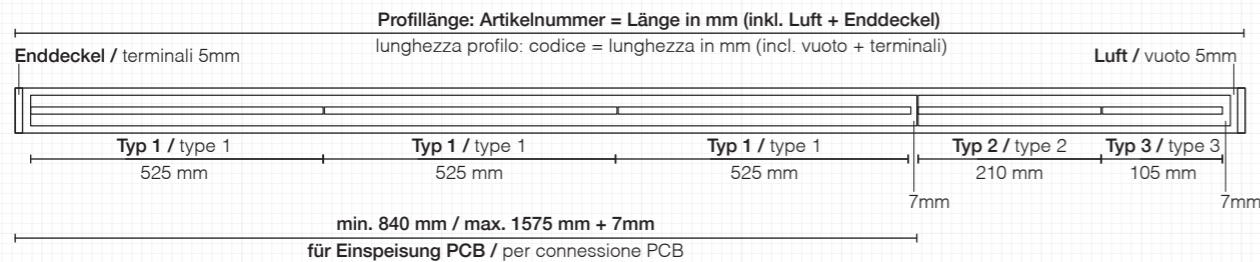 Profillänge: Artikelnummer = Länge in mm (inkl. Luft + Enddeckel)
lunghezza profilo: codice = lunghezza in mm (incl. vuoto + terminali)
Enddeckel / terminali 5mm
Luft / vuoto 5mm
Typ 1 / type 1
Typ 1 / type 1
Typ 1 / type 1
Typ 2 / type 2
Typ 3 / type 3
525 mm
525 mm
525 mm
210 mm
105 mm
7mm
7mm
min. 840 mm / max. 1575 mm + 7mm
für Einspeisung PCB / per connessione PCB